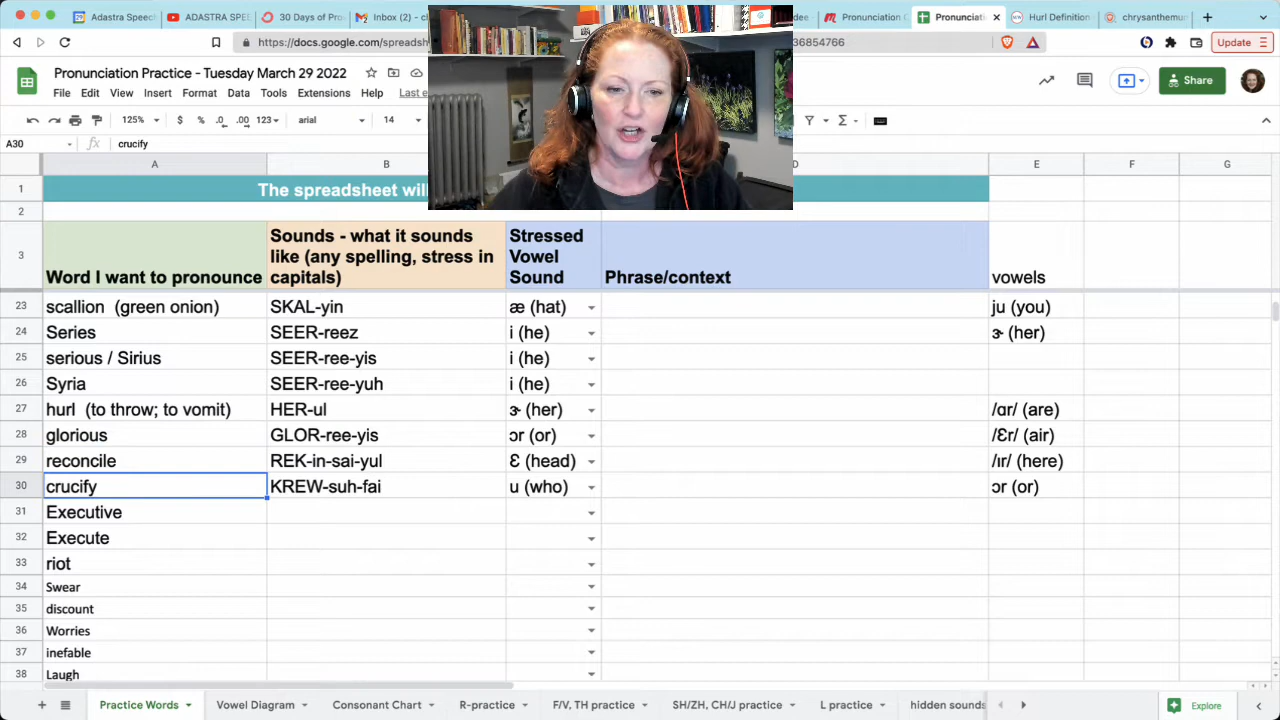 Adastra
ADASTRA Speec
30 Days of Pros
Inbox (2) - ch
Pronunciation C
Pronunciati
Hurl Definition
chrysanthemun
https://docs.google.com/spreadsh
36854766
Update
Pronunciation Practice - Tuesday March 29 2022
Share
File Edit View Insert Format Data Tools Extensions Help Last e
125% $ % .0 .00 123 arial 14
A30 fx crucify
A B D E F G
1 The spreadsheet will
2
3 Word I want to pronounce Sounds - what it sounds like (any spelling, stress in capitals) Stressed Vowel Sound Phrase/context vowels
23 scallion (green onion) SKAL-yin æ (hat) ju (you)
24 Series SEER-reez i (he) ɝ (her)
25 serious / Sirius SEER-ree-yis i (he)
26 Syria SEER-ree-yuh i (he)
27 hurl (to throw; to vomit) HER-ul ɝ (her) /ɑr/ (are)
28 glorious GLOR-ree-yis ɔr (or) /Ɛr/ (air)
29 reconcile REK-in-sai-yul Ɛ (head) /ɪr/ (here)
30 crucify KREW-suh-fai u (who) ɔr (or)
31 Executive
32 Execute
33 riot
34 Swear
35 discount
36 Worries
37 inefable
38 Laugh
Practice Words Vowel Diagram Consonant Chart R-practice F/V, TH practice SH/ZH, CH/J practice L practice hidden sounds Explore